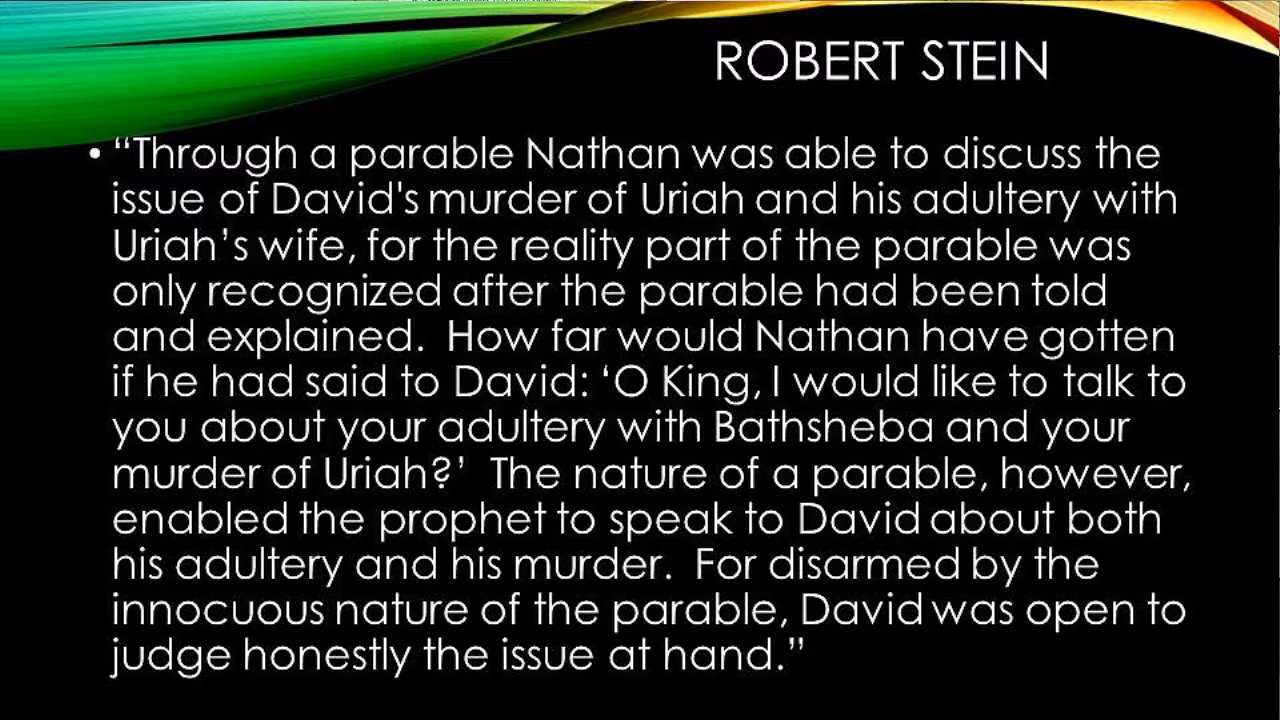 ROBERT STEIN
• “Through a parable Nathan was able to discuss the
issue of David's murder of Uriah and his adultery with
Uriah’s wife, for the reality part of the parable was
only recognized after the parable had been told
and explained.  How far would Nathan have gotten
if he had said to David: ‘O King, I would like to talk to
you about your adultery with Bathsheba and your
murder of Uriah?’  The nature of a parable, however,
enabled the prophet to speak to David about both
his adultery and his murder.  For disarmed by the
innocuous nature of the parable, David was open to
judge honestly the issue at hand.”